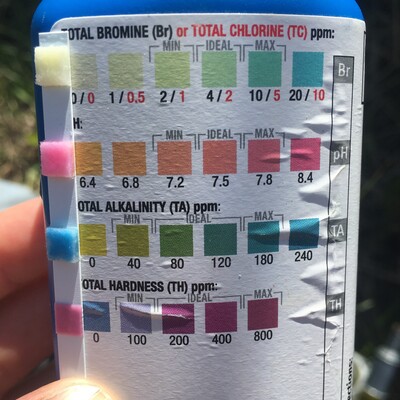 TOTAL BROMINE (Br) or TOTAL CHLORINE (TC) ppm:
MIN IDEAL MAX
0/0 1/0.5 2/1 4/2 10/5 20/10
Br
H:
MIN IDEAL MAX
6.4 6.8 7.2 7.5 7.8 8.4
pH
OTAL ALKALINITY (TA) ppm:
MIN IDEAL MAX
0 40 80 120 180 240
TA
OTAL HARDNESS (TH) ppm:
MIN IDEAL MAX
0 100 200 400 800
TH